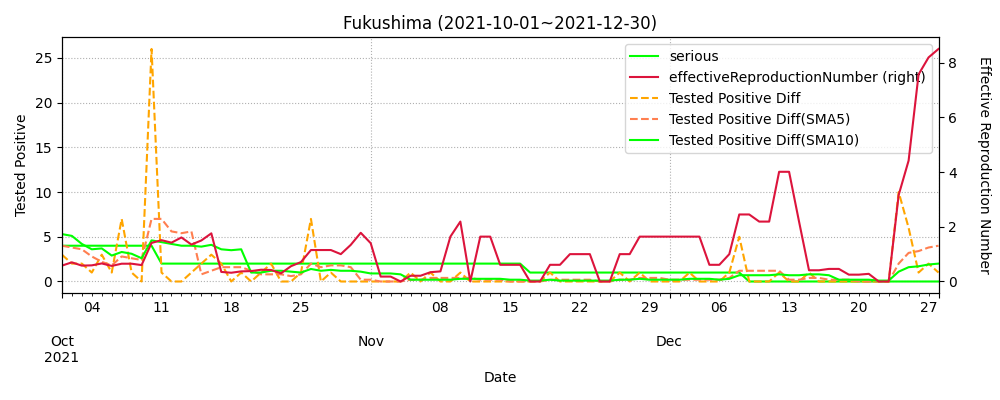 Fukushima (2021-10-01~2021-12-30)
serious
effectiveReproductionNumber (right)
Tested Positive Diff
Tested Positive Diff(SMA5)
Tested Positive Diff(SMA10)
Tested Positive
25
20
15
10
5
0
Effective Reproduction Number
8
6
4
2
0
04 11 18 25 08 15 22 29 06 13 20 27
Oct Nov Dec
2021
Date